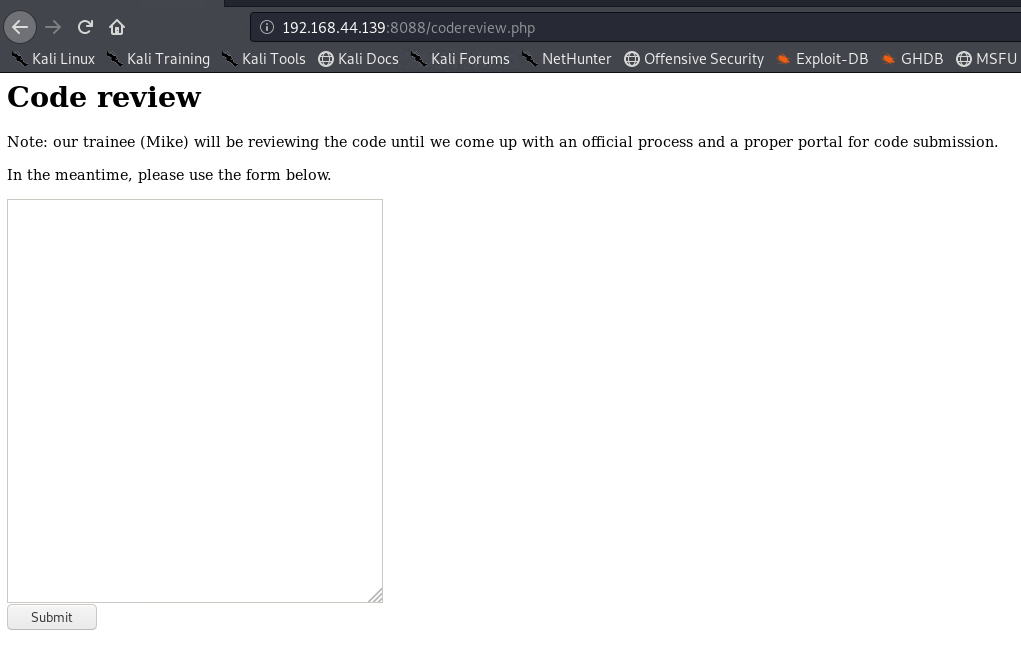 192.168.44.139:8088/codereview.php
Kali Linux Kali Training Kali Tools Kali Docs Kali Forums NetHunter Offensive Security Exploit-DB GHDB MSFU
Code review
Note: our trainee (Mike) will be reviewing the code until we come up with an official process and a proper portal for code submission.
In the meantime, please use the form below.
Submit